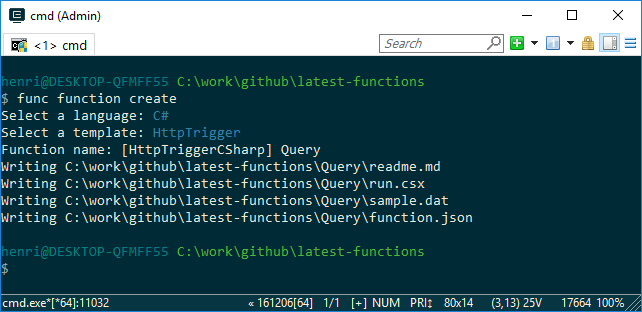 cmd (Admin)
<1> cmd
Search
henri@DESKTOP-QFMFF55 C:\work\github\latest-functions
$ func function create
Select a language: C#
Select a template: HttpTrigger
Function name: [HttpTriggerCSharp] Query
Writing C:\work\github\latest-functions\Query\readme.md
Writing C:\work\github\latest-functions\Query\run.csx
Writing C:\work\github\latest-functions\Query\sample.dat
Writing C:\work\github\latest-functions\Query\function.json
henri@DESKTOP-QFMFF55 C:\work\github\latest-functions
$
cmd.exe*[*64]:11032 « 161206[64] 1/1 [+] NUM PRI‡ 80x14 (3,13) 25V 17664 100%